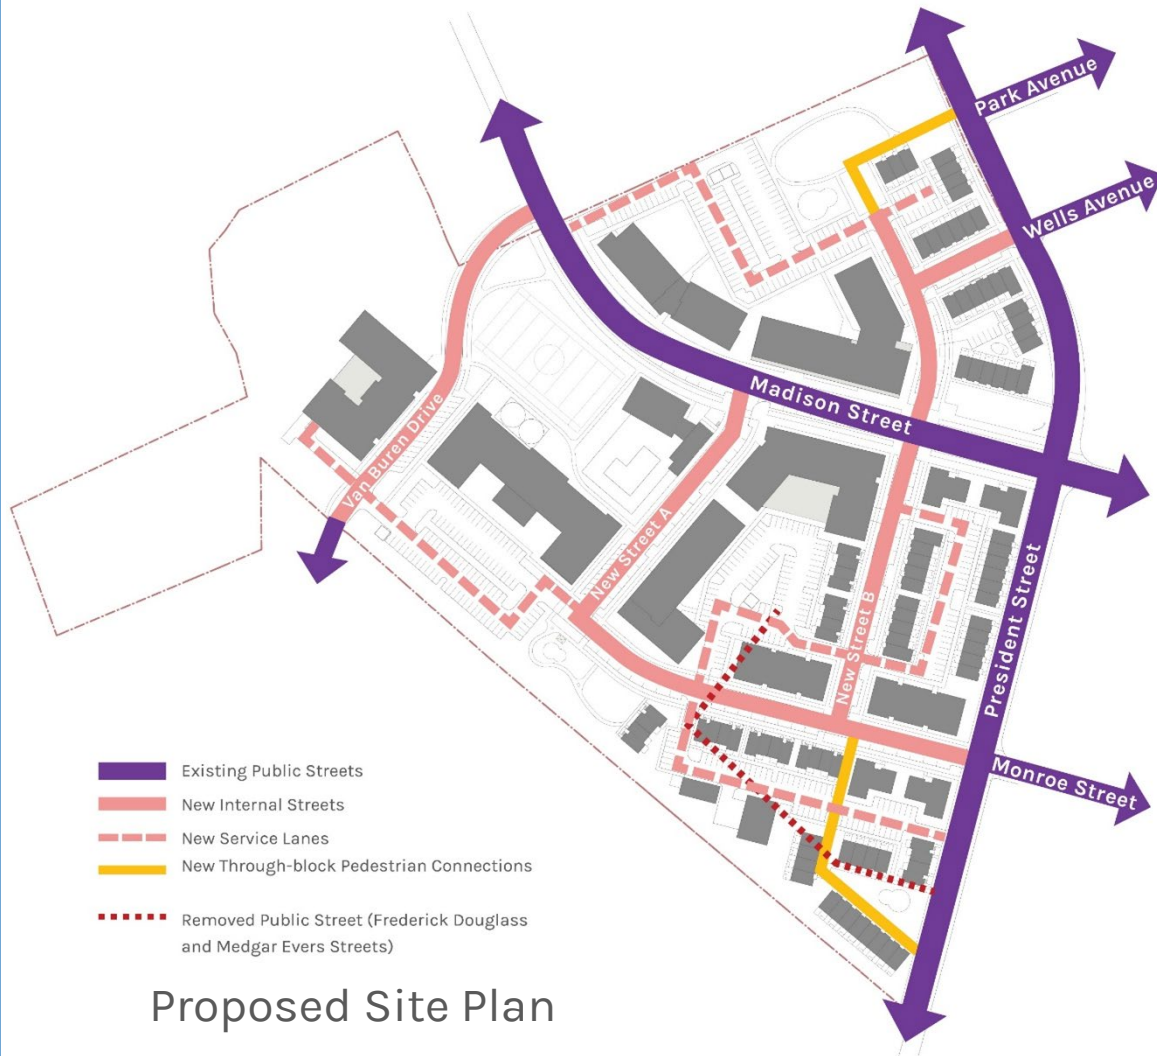 Park Avenue
Wells Avenue
Madison Street
Van Buren Drive
New Street A
New Street B
President Street
Monroe Street
Existing Public Streets
New Internal Streets
New Service Lanes
New Through-block Pedestrian Connections
Removed Public Street (Frederick Douglass
and Medgar Evers Streets)
Proposed Site Plan